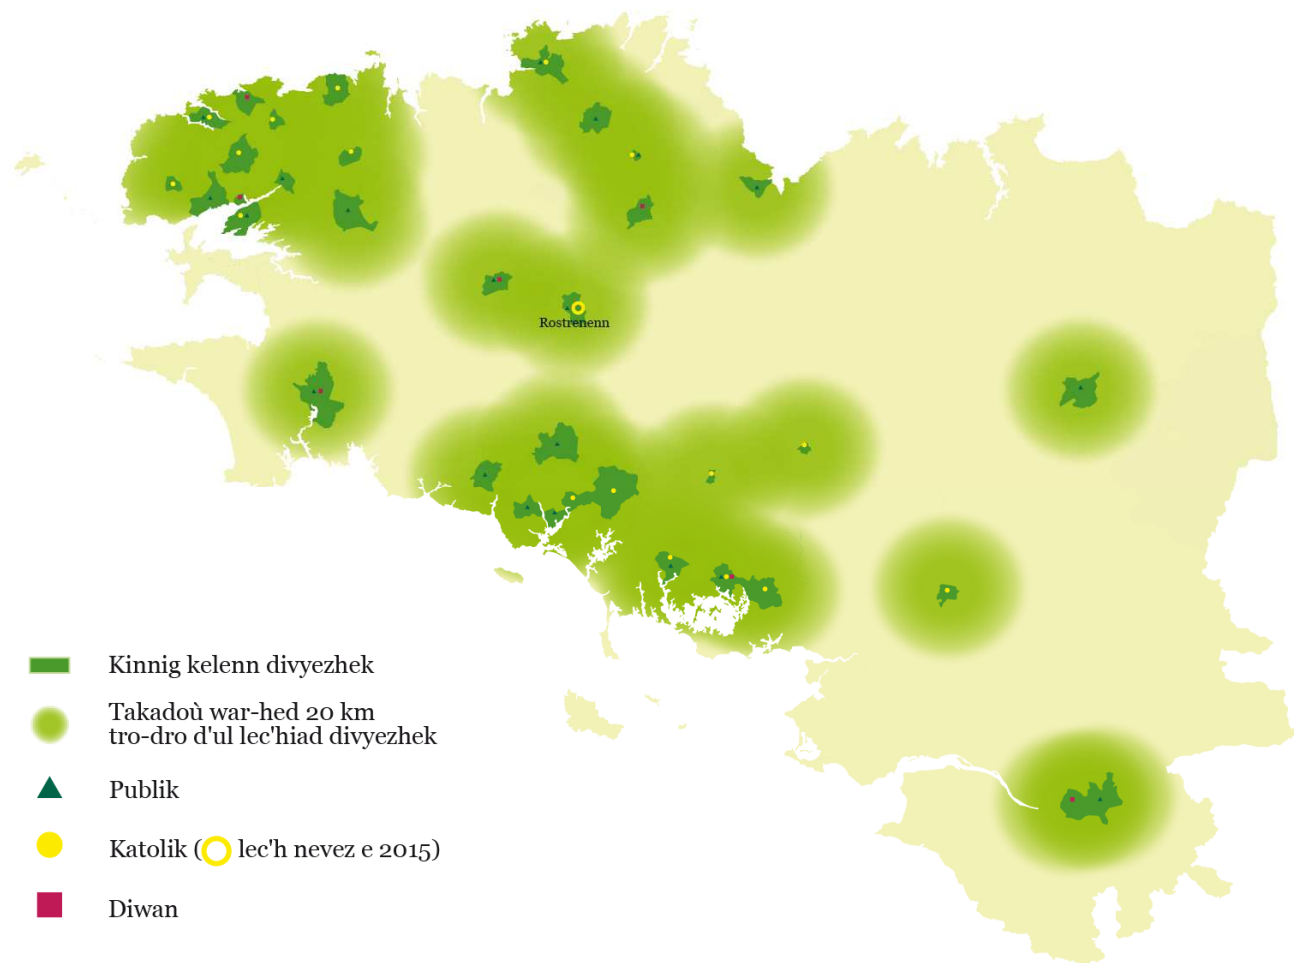 Rostrenenn
Kinnig kelenn divyezhek
Takadoù war-hed 20 km
tro-dro d'ul lec'hiad divyezhek
Publik
Katolik ( lec'h nevez e 2015)
Diwan